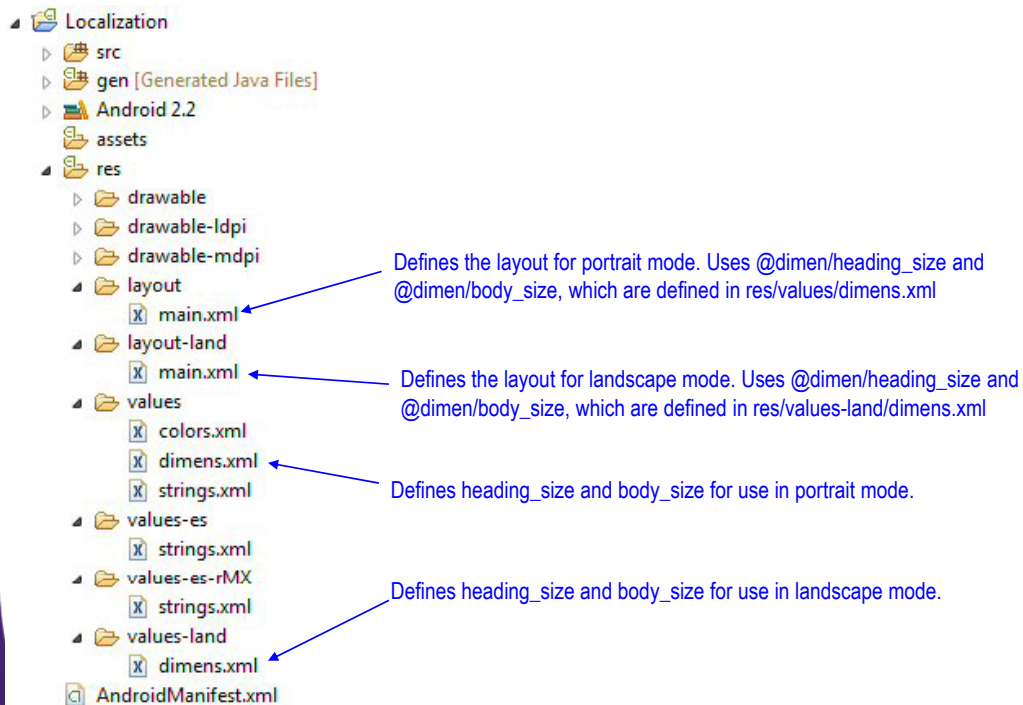 Localization
src
gen [Generated Java Files]
Android 2.2
assets
res
drawable
drawable-ldpi
drawable-mdpi
layout
main.xml
Defines the layout for portrait mode. Uses @dimen/heading_size and
@dimen/body_size, which are defined in res/values/dimens.xml
layout-land
main.xml
Defines the layout for landscape mode. Uses @dimen/heading_size and
@dimen/body_size, which are defined in res/values-land/dimens.xml
values
colors.xml
dimens.xml
strings.xml
Defines heading_size and body_size for use in portrait mode.
values-es
strings.xml
values-es-rMX
strings.xml
values-land
dimens.xml
Defines heading_size and body_size for use in landscape mode.
AndroidManifest.xml